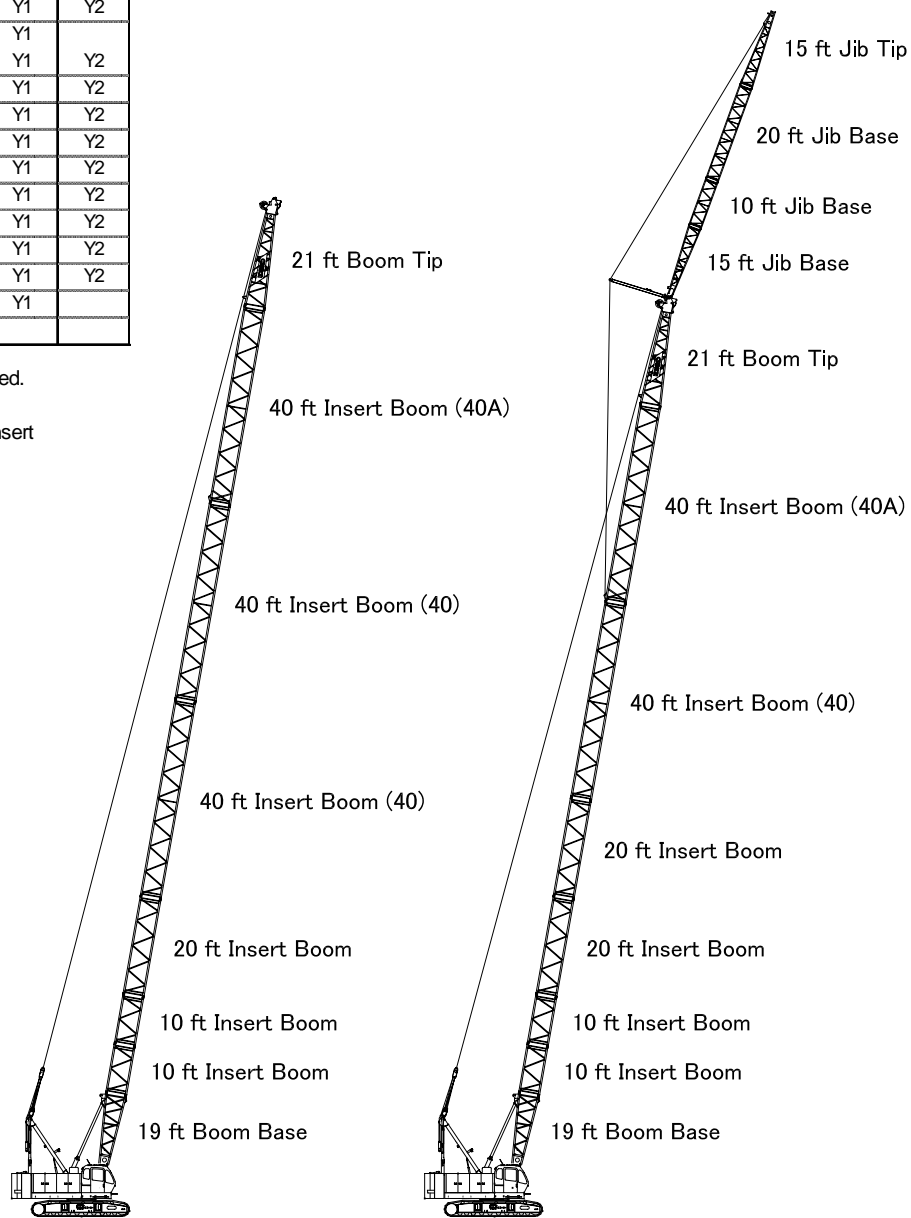 Y1 Y2
Y1
Y1 Y2
Y1 Y2
Y1 Y2
Y1 Y2
Y1 Y2
Y1 Y2
Y1 Y2
Y1 Y2
Y1 Y2
Y1
ed.
nsert
21 ft Boom Tip
40 ft Insert Boom (40A)
40 ft Insert Boom (40)
40 ft Insert Boom (40)
20 ft Insert Boom
10 ft Insert Boom
10 ft Insert Boom
19 ft Boom Base
15 ft Jib Tip
20 ft Jib Base
10 ft Jib Base
15 ft Jib Base
21 ft Boom Tip
40 ft Insert Boom (40A)
40 ft Insert Boom (40)
20 ft Insert Boom
20 ft Insert Boom
10 ft Insert Boom
10 ft Insert Boom
19 ft Boom Base